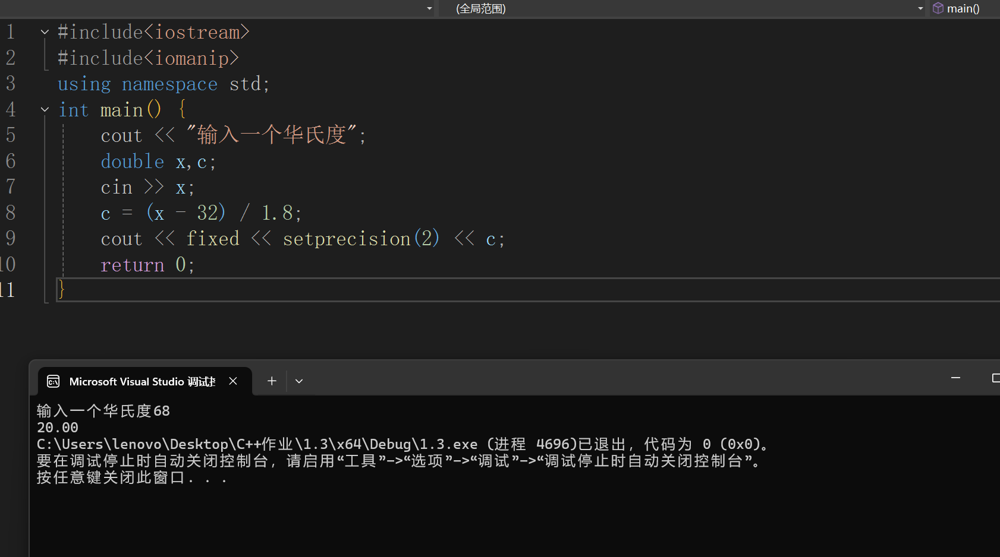 (全局范围) main()
1 #include<iostream>
2 #include<iomanip>
3 using namespace std;
4 int main() {
5 cout << "输入一个华氏度";
6 double x,c;
7 cin >> x;
8 c = (x - 32) / 1.8;
9 cout << fixed << setprecision(2) << c;
10 return 0;
11 }
Microsoft Visual Studio 调试
输入一个华氏度68
20.00
C:\Users\lenovo\Desktop\C++作业\1.3\x64\Debug\1.3.exe (进程 4696)已退出，代码为 0 (0x0)。
要在调试停止时自动关闭控制台，请启用“工具”->“选项”->“调试”->“调试停止时自动关闭控制台”。
按任意键关闭此窗口. . .